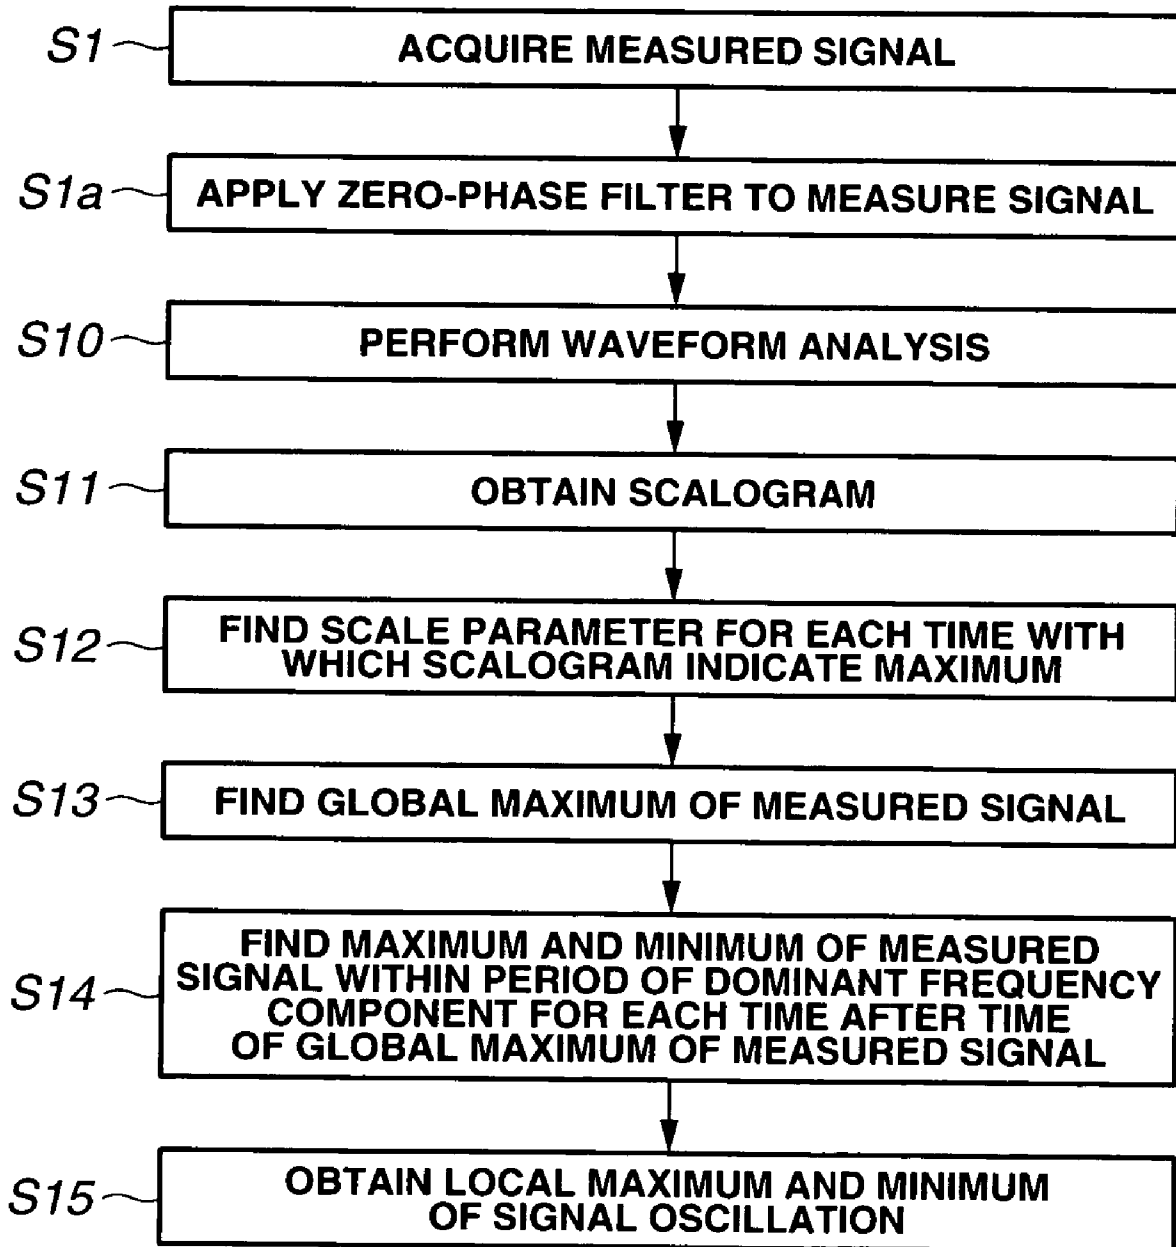 S1
ACQUIRE MEASURED SIGNAL
S1a
APPLY ZERO-PHASE FILTER TO MEASURE SIGNAL
S10
PERFORM WAVEFORM ANALYSIS
S11
OBTAIN SCALOGRAM
S12
FIND SCALE PARAMETER FOR EACH TIME WITH
WHICH SCALOGRAM INDICATE MAXIMUM
S13
FIND GLOBAL MAXIMUM OF MEASURED SIGNAL
S14
FIND MAXIMUM AND MINIMUM OF MEASURED
SIGNAL WITHIN PERIOD OF DOMINANT FREQUENCY
COMPONENT FOR EACH TIME AFTER TIME
OF GLOBAL MAXIMUM OF MEASURED SIGNAL
S15
OBTAIN LOCAL MAXIMUM AND MINIMUM
OF SIGNAL OSCILLATION